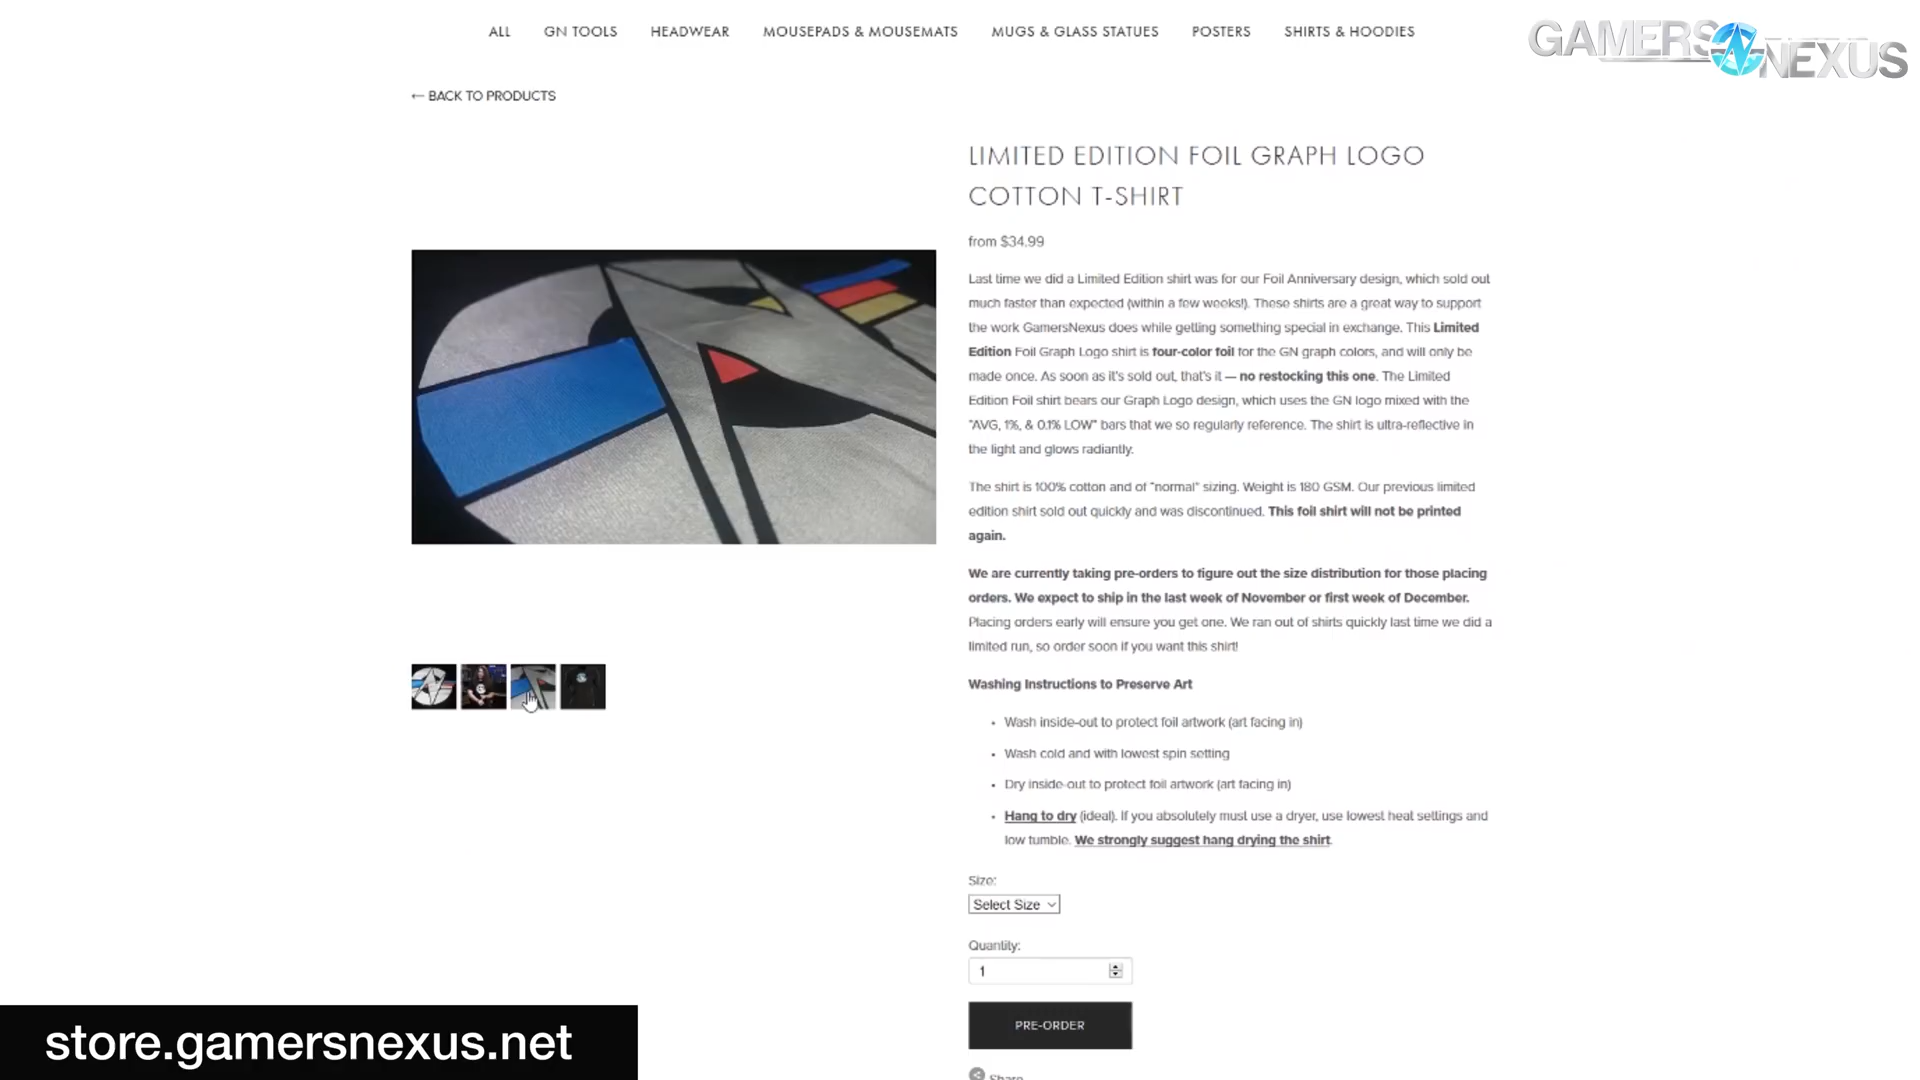 ALL GN TOOLS HEADWEAR MOUSEPADS & MOUSEMATS MUGS & GLASS STATUES POSTERS SHIRTS & HOODIES
GAMERS NEXUS
← BACK TO PRODUCTS
LIMITED EDITION FOIL GRAPH LOGO
COTTON T-SHIRT
from $34.99
Last time we did a Limited Edition shirt was for our Foil Anniversary design, which sold out
much faster than expected (within a few weeks!). These shirts are a great way to support
the work GamersNexus does while getting something special in exchange. This Limited
Edition Foil Graph Logo shirt is four-color foil for the GN graph colors, and will only be
made once. As soon as it's sold out, that's it — no restocking this one. The Limited
Edition Foil shirt bears our Graph Logo design, which uses the GN logo mixed with the
"AVG, 1%, & 0.1% LOW" bars that we so regularly reference. The shirt is ultra-reflective in
the light and glows radiantly.
The shirt is 100% cotton and of "normal" sizing. Weight is 180 GSM. Our previous limited
edition shirt sold out quickly and was discontinued. This foil shirt will not be printed
again.
We are currently taking pre-orders to figure out the size distribution for those placing
orders. We expect to ship in the last week of November or first week of December.
Placing orders early will ensure you get one. We ran out of shirts quickly last time we did a
limited run, so order soon if you want this shirt!
Washing Instructions to Preserve Art
• Wash inside-out to protect foil artwork (art facing in)
• Wash cold and with lowest spin setting
• Dry inside-out to protect foil artwork (art facing in)
• Hang to dry (ideal). If you absolutely must use a dryer, use lowest heat settings and
low tumble. We strongly suggest hang drying the shirt.
Size:
Select Size
Quantity:
1
PRE-ORDER
Share
store.gamersnexus.net